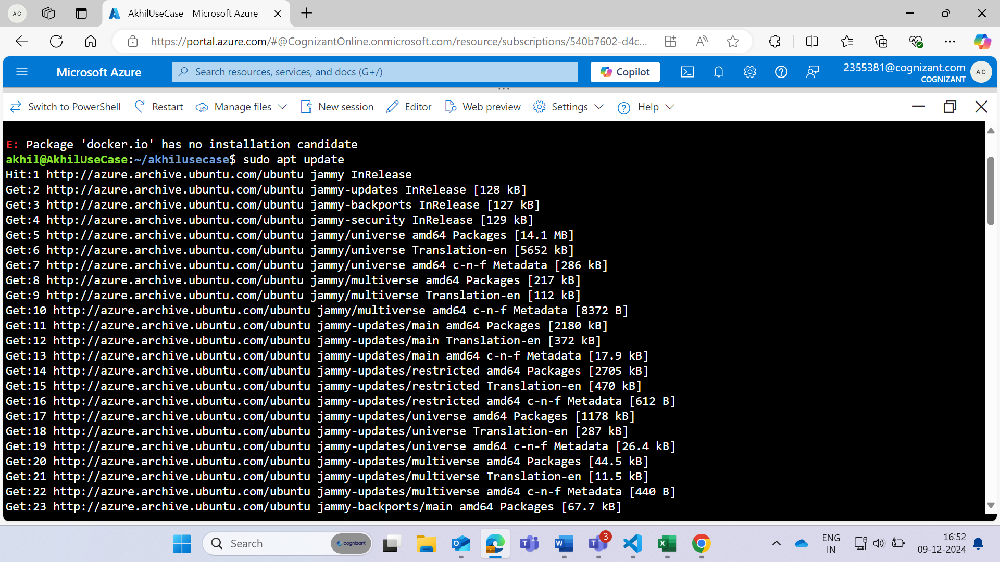 AC
AkhilUseCase - Microsoft Azure
https://portal.azure.com/#@CognizantOnline.onmicrosoft.com/resource/subscriptions/540b7602-d4c...
Microsoft Azure
Search resources, services, and docs (G+/)
Copilot
2355381@cognizant.com
COGNIZANT
AC
Switch to PowerShell
Restart
Manage files
New session
Editor
Web preview
Settings
Help
E: Package 'docker.io' has no installation candidate
akhil@AkhilUseCase:~/akhilusecase$ sudo apt update
Hit:1 http://azure.archive.ubuntu.com/ubuntu jammy InRelease
Get:2 http://azure.archive.ubuntu.com/ubuntu jammy-updates InRelease [128 kB]
Get:3 http://azure.archive.ubuntu.com/ubuntu jammy-backports InRelease [127 kB]
Get:4 http://azure.archive.ubuntu.com/ubuntu jammy-security InRelease [129 kB]
Get:5 http://azure.archive.ubuntu.com/ubuntu jammy/universe amd64 Packages [14.1 MB]
Get:6 http://azure.archive.ubuntu.com/ubuntu jammy/universe Translation-en [5652 kB]
Get:7 http://azure.archive.ubuntu.com/ubuntu jammy/universe amd64 c-n-f Metadata [286 kB]
Get:8 http://azure.archive.ubuntu.com/ubuntu jammy/multiverse amd64 Packages [217 kB]
Get:9 http://azure.archive.ubuntu.com/ubuntu jammy/multiverse Translation-en [112 kB]
Get:10 http://azure.archive.ubuntu.com/ubuntu jammy/multiverse amd64 c-n-f Metadata [8372 B]
Get:11 http://azure.archive.ubuntu.com/ubuntu jammy-updates/main amd64 Packages [2180 kB]
Get:12 http://azure.archive.ubuntu.com/ubuntu jammy-updates/main Translation-en [372 kB]
Get:13 http://azure.archive.ubuntu.com/ubuntu jammy-updates/main amd64 c-n-f Metadata [17.9 kB]
Get:14 http://azure.archive.ubuntu.com/ubuntu jammy-updates/restricted amd64 Packages [2705 kB]
Get:15 http://azure.archive.ubuntu.com/ubuntu jammy-updates/restricted Translation-en [470 kB]
Get:16 http://azure.archive.ubuntu.com/ubuntu jammy-updates/restricted amd64 c-n-f Metadata [612 B]
Get:17 http://azure.archive.ubuntu.com/ubuntu jammy-updates/universe amd64 Packages [1178 kB]
Get:18 http://azure.archive.ubuntu.com/ubuntu jammy-updates/universe Translation-en [287 kB]
Get:19 http://azure.archive.ubuntu.com/ubuntu jammy-updates/universe amd64 c-n-f Metadata [26.4 kB]
Get:20 http://azure.archive.ubuntu.com/ubuntu jammy-updates/multiverse amd64 Packages [44.5 kB]
Get:21 http://azure.archive.ubuntu.com/ubuntu jammy-updates/multiverse Translation-en [11.5 kB]
Get:22 http://azure.archive.ubuntu.com/ubuntu jammy-updates/multiverse amd64 c-n-f Metadata [440 B]
Get:23 http://azure.archive.ubuntu.com/ubuntu jammy-backports/main amd64 Packages [67.7 kB]
Search
cognizant
3
ENG
IN
16:52
09-12-2024